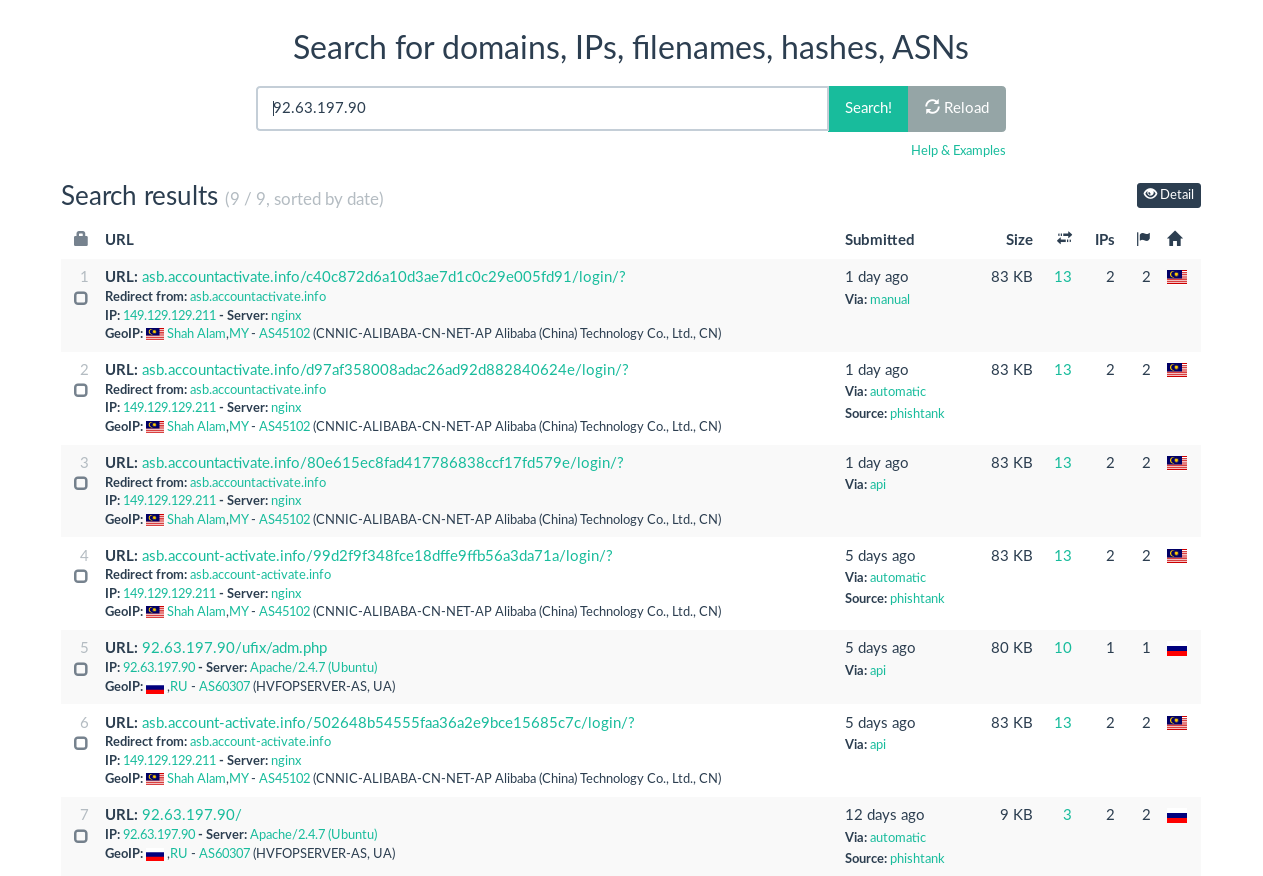 Search for domains, IPs, filenames, hashes, ASNs
92.63.197.90 Search! Reload
Help & Examples
Search results (9 / 9, sorted by date) Detail
URL Submitted Size IPs
1 URL: asb.accountactivate.info/c40c872d6a10d3ae7d1c0c29e005fd91/login/? 1 day ago 83 KB 13 2 2
Redirect from: asb.accountactivate.info Via: manual
IP: 149.129.129.211 - Server: nginx
GeoIP: Shah Alam,MY - AS45102 (CNNIC-ALIBABA-CN-NET-AP Alibaba (China) Technology Co., Ltd., CN)
2 URL: asb.accountactivate.info/d97af358008adac26ad92d882840624e/login/? 1 day ago 83 KB 13 2 2
Redirect from: asb.accountactivate.info Via: automatic
IP: 149.129.129.211 - Server: nginx Source: phishtank
GeoIP: Shah Alam,MY - AS45102 (CNNIC-ALIBABA-CN-NET-AP Alibaba (China) Technology Co., Ltd., CN)
3 URL: asb.accountactivate.info/80e615ec8fad417786838ccf17fd579e/login/? 1 day ago 83 KB 13 2 2
Redirect from: asb.accountactivate.info Via: api
IP: 149.129.129.211 - Server: nginx
GeoIP: Shah Alam,MY - AS45102 (CNNIC-ALIBABA-CN-NET-AP Alibaba (China) Technology Co., Ltd., CN)
4 URL: asb.account-activate.info/99d2f9f348fce18dffe9ffb56a3da71a/login/? 5 days ago 83 KB 13 2 2
Redirect from: asb.account-activate.info Via: automatic
IP: 149.129.129.211 - Server: nginx Source: phishtank
GeoIP: Shah Alam,MY - AS45102 (CNNIC-ALIBABA-CN-NET-AP Alibaba (China) Technology Co., Ltd., CN)
5 URL: 92.63.197.90/ufix/adm.php 5 days ago 80 KB 10 1 1
IP: 92.63.197.90 - Server: Apache/2.4.7 (Ubuntu) Via: api
GeoIP: ,RU - AS60307 (HVFOPSERVER-AS, UA)
6 URL: asb.account-activate.info/502648b54555faa36a2e9bce15685c7c/login/? 5 days ago 83 KB 13 2 2
Redirect from: asb.account-activate.info Via: api
IP: 149.129.129.211 - Server: nginx
GeoIP: Shah Alam,MY - AS45102 (CNNIC-ALIBABA-CN-NET-AP Alibaba (China) Technology Co., Ltd., CN)
7 URL: 92.63.197.90/ 12 days ago 9 KB 3 2 2
IP: 92.63.197.90 - Server: Apache/2.4.7 (Ubuntu) Via: automatic
GeoIP: ,RU - AS60307 (HVFOPSERVER-AS, UA) Source: phishtank